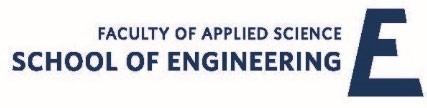 FACULTY OF APPLIED SCIENCE
SCHOOL OF ENGINEERING
E